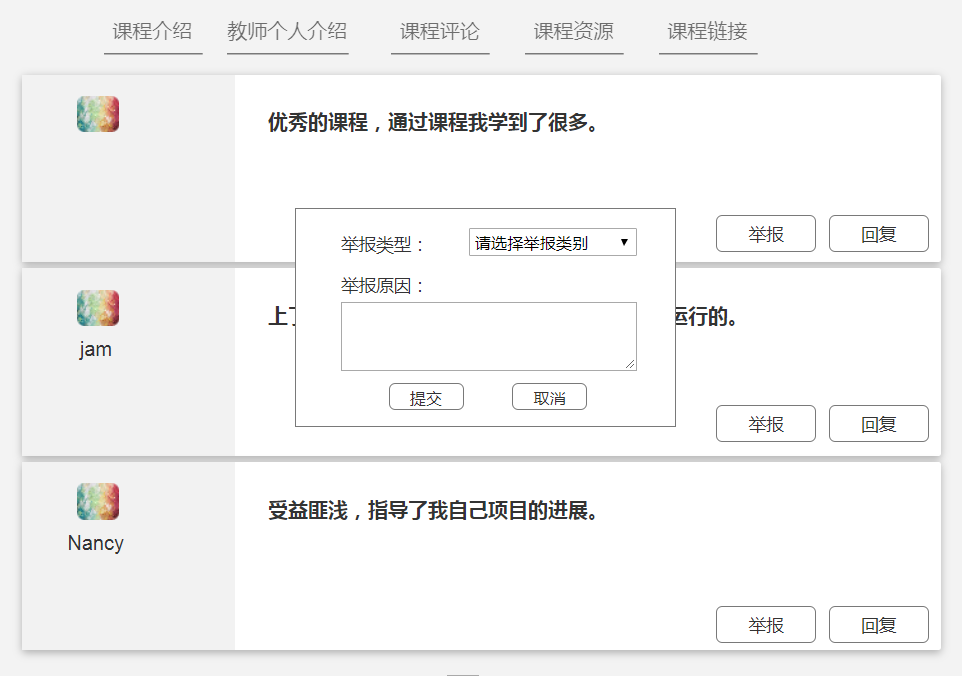 课程介绍 教师个人介绍 课程评论 课程资源 课程链接
优秀的课程，通过课程我学到了很多。
举报 回复
举报类型： 请选择举报类别
举报原因：
提交 取消
jam
上 运行的。
举报 回复
Nancy
受益匪浅，指导了我自己项目的进展。
举报 回复